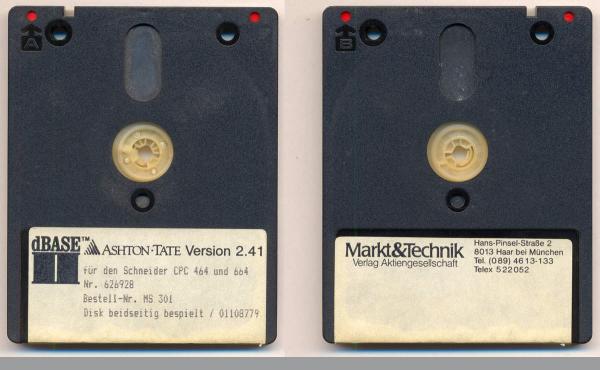 A
dBASE™ II ASHTON·TATE Version 2.41
für den Schneider CPC 464 und 664
Nr. 626928
Bestell-Nr. MS 301
Disk beidseitig bespielt / 01108779
B
Markt&Technik
Verlag Aktiengesellschaft
Hans-Pinsel-Straße 2
8013 Haar bei München
Tel. (089) 4613-133
Telex 522052